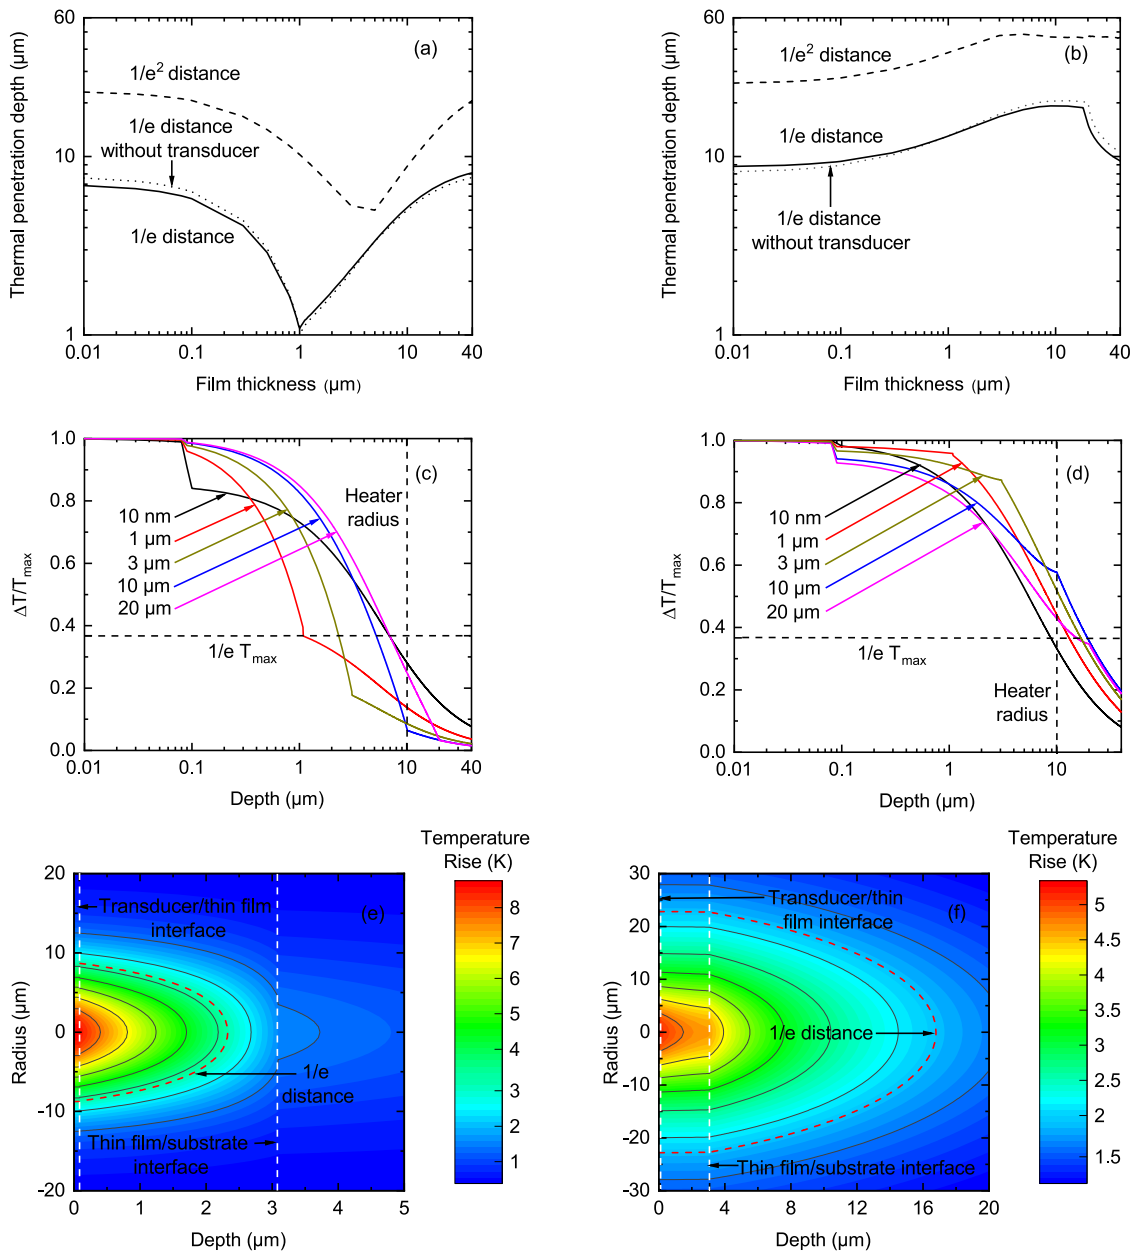 (a)
Thermal penetration depth (µm)
60
10
1
1/e² distance
1/e distance
without transducer
1/e distance
0.01
0.1
1
10
40
Film thickness (µm)
(b)
Thermal penetration depth (µm)
60
10
1
1/e² distance
1/e distance
1/e distance
without transducer
0.01
0.1
1
10
40
Film thickness (µm)
(c)
ΔT/Tmax
1.0
0.8
0.6
0.4
0.2
0.0
Heater
radius
10 nm
1 µm
3 µm
10 µm
20 µm
1/e Tmax
0.01
0.1
1
10
40
Depth (µm)
(d)
ΔT/Tmax
1.0
0.8
0.6
0.4
0.2
0.0
10 nm
1 µm
3 µm
10 µm
20 µm
1/e Tmax
Heater
radius
0.01
0.1
1
10
40
Depth (µm)
Temperature
Rise (K)
(e)
Radius (µm)
20
10
0
-10
-20
Transducer/thin film
interface
1/e
distance
Thin film/substrate
interface
0
1
2
3
4
5
Depth (µm)
8
7
6
5
4
3
2
1
Temperature
Rise (K)
(f)
Radius (µm)
30
20
10
0
-10
-20
-30
Transducer/thin
film interface
1/e distance
Thin film/substrate interface
0
4
8
12
16
20
Depth (µm)
5
4.5
4
3.5
3
2.5
2
1.5